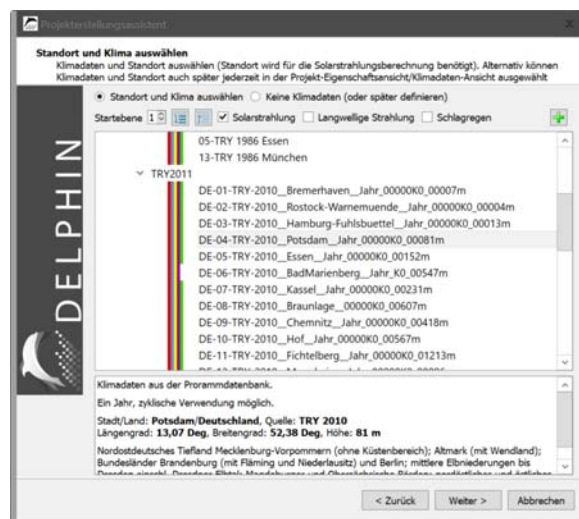 Projekterstellungsassistent
Standort und Klima auswählen
Klimadaten und Standort auswählen (Standort wird für die Solarstrahlungsberechnung benötigt). Alternativ können
Klimadaten und Standort auch später jederzeit in der Projekt-Eigenschaftsansicht/Klimadaten-Ansicht ausgewählt
Standort und Klima auswählen Keine Klimadaten (oder später definieren)
Startebene 1 Solarstrahlung Langwellige Strahlung Schlagregen
DELPHIN
05-TRY 1986 Essen
13-TRY 1986 München
TRY2011
DE-01-TRY-2010__Bremerhaven__Jahr_00000K0_00007m
DE-02-TRY-2010__Rostock-Warnemuende__Jahr_00000K0_00004m
DE-03-TRY-2010__Hamburg-Fuhlsbuettel__Jahr_00000K0_00013m
DE-04-TRY-2010__Potsdam__Jahr_00000K0_00081m
DE-05-TRY-2010__Essen__Jahr_00000K0_00152m
DE-06-TRY-2010__BadMarienberg__Jahr_K0_00547m
DE-07-TRY-2010__Kassel__Jahr_00000K0_00231m
DE-08-TRY-2010__Braunlage__00000K0_00607m
DE-09-TRY-2010__Chemnitz__Jahr_00000K0_00418m
DE-10-TRY-2010__Hof__Jahr_00000K0_00567m
DE-11-TRY-2010__Fichtelberg__Jahr_00000K0_01213m
Klimadaten aus der Prorammdatenbank.
Ein Jahr, zyklische Verwendung möglich.
Stadt/Land: Potsdam/Deutschland, Quelle: TRY 2010
Längengrad: 13,07 Deg, Breitengrad: 52,38 Deg, Höhe: 81 m
Nordostdeutsches Tiefland Mecklenburg-Vorpommern (ohne Küstenbereich); Altmark (mit Wendland);
Bundesländer Brandenburg (mit Fläming und Niederlausitz) und Berlin; mittlere Elbniederungen bis
< Zurück Weiter > Abbrechen